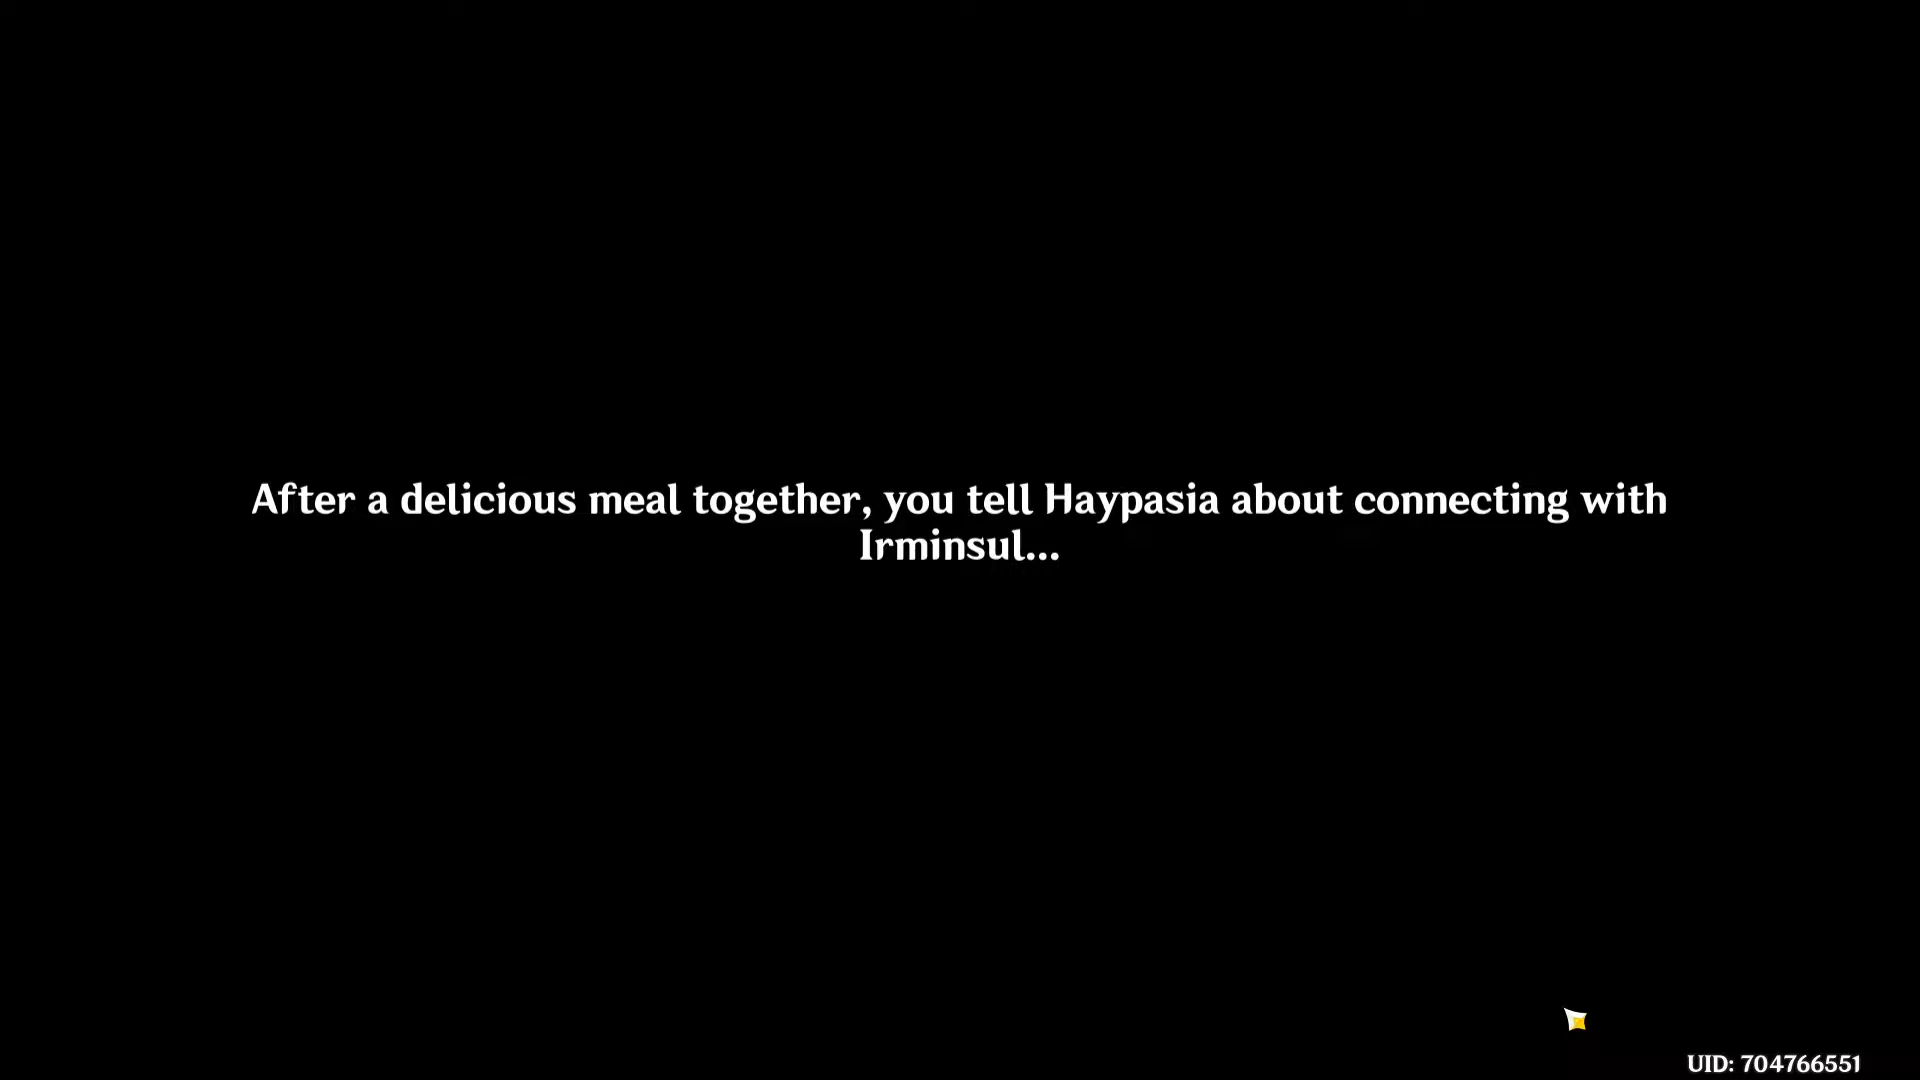 After a delicious meal together, you tell Haypasia about connecting with
Irminsul...
UID: 704766551